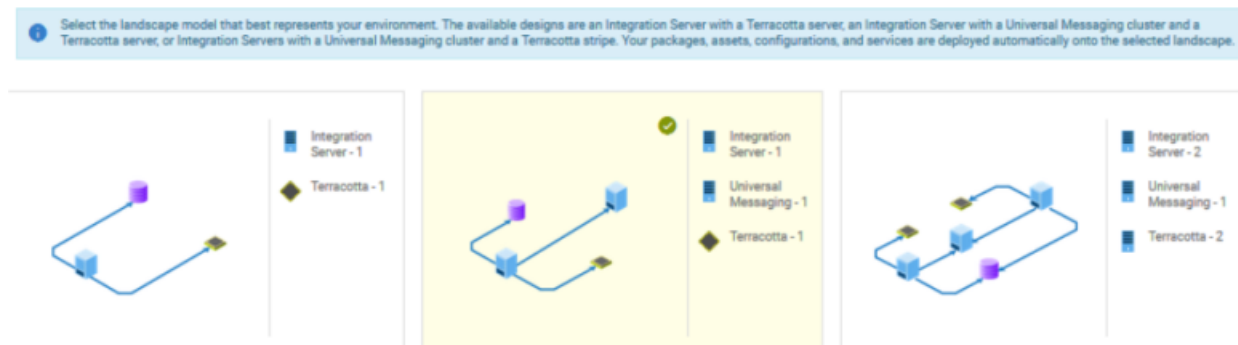 Select the landscape model that best represents your environment. The available designs are an Integration Server with a Terracotta server, an Integration Server with a Universal Messaging cluster and a
Terracotta server, or Integration Servers with a Universal Messaging cluster and a Terracotta stripe. Your packages, assets, configurations, and services are deployed automatically onto the selected landscape.
Integration
Server - 1
Terracotta - 1
Integration
Server - 1
Universal
Messaging - 1
Terracotta - 1
Integration
Server - 2
Universal
Messaging - 1
Terracotta - 2